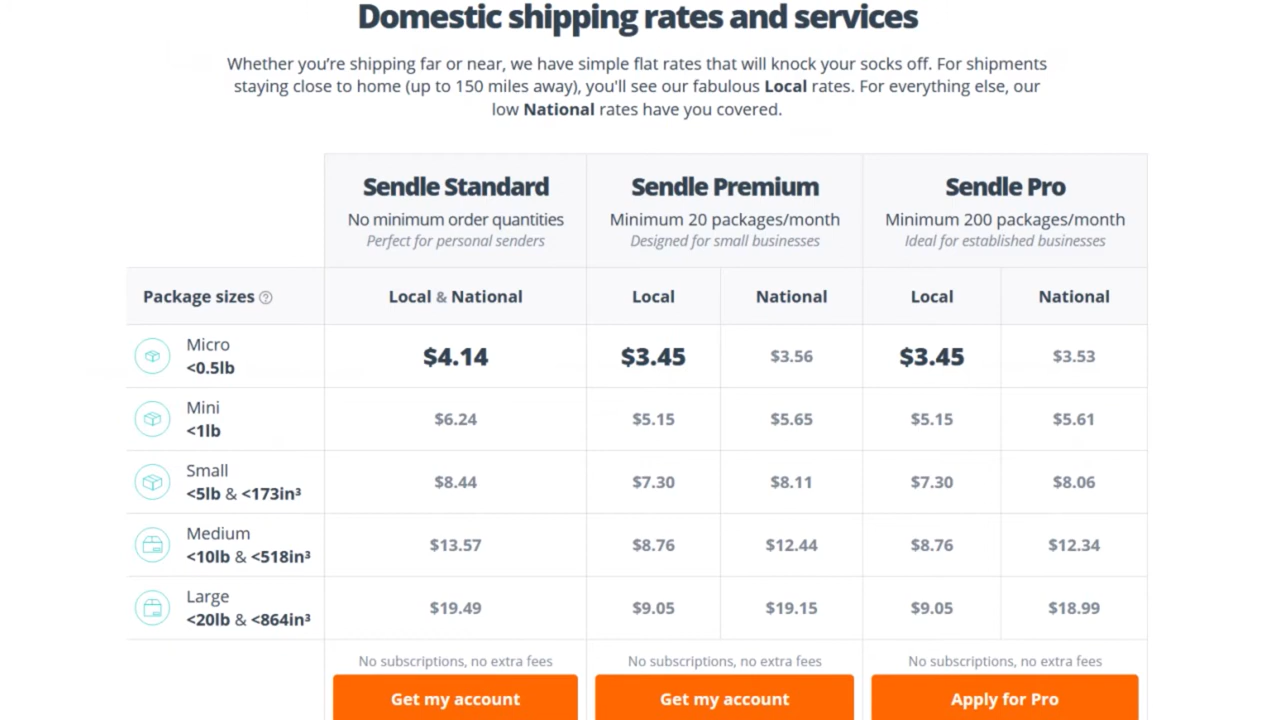 Domestic shipping rates and services
Whether you're shipping far or near, we have simple flat rates that will knock your socks off. For shipments
staying close to home (up to 150 miles away), you'll see our fabulous Local rates. For everything else, our
low National rates have you covered.
Sendle Standard Sendle Premium Sendle Pro
No minimum order quantities Minimum 20 packages/month Minimum 200 packages/month
Perfect for personal senders Designed for small businesses Ideal for established businesses
Package sizes ? Local & National Local National Local National
Micro
<0.5lb
$4.14 $3.45 $3.56 $3.45 $3.53
Mini
<1lb
$6.24 $5.15 $5.65 $5.15 $5.61
Small
<5lb & <173in³
$8.44 $7.30 $8.11 $7.30 $8.06
Medium
<10lb & <518in³
$13.57 $8.76 $12.44 $8.76 $12.34
Large
<20lb & <864in³
$19.49 $9.05 $19.15 $9.05 $18.99
No subscriptions, no extra fees No subscriptions, no extra fees No subscriptions, no extra fees
Get my account Get my account Apply for Pro